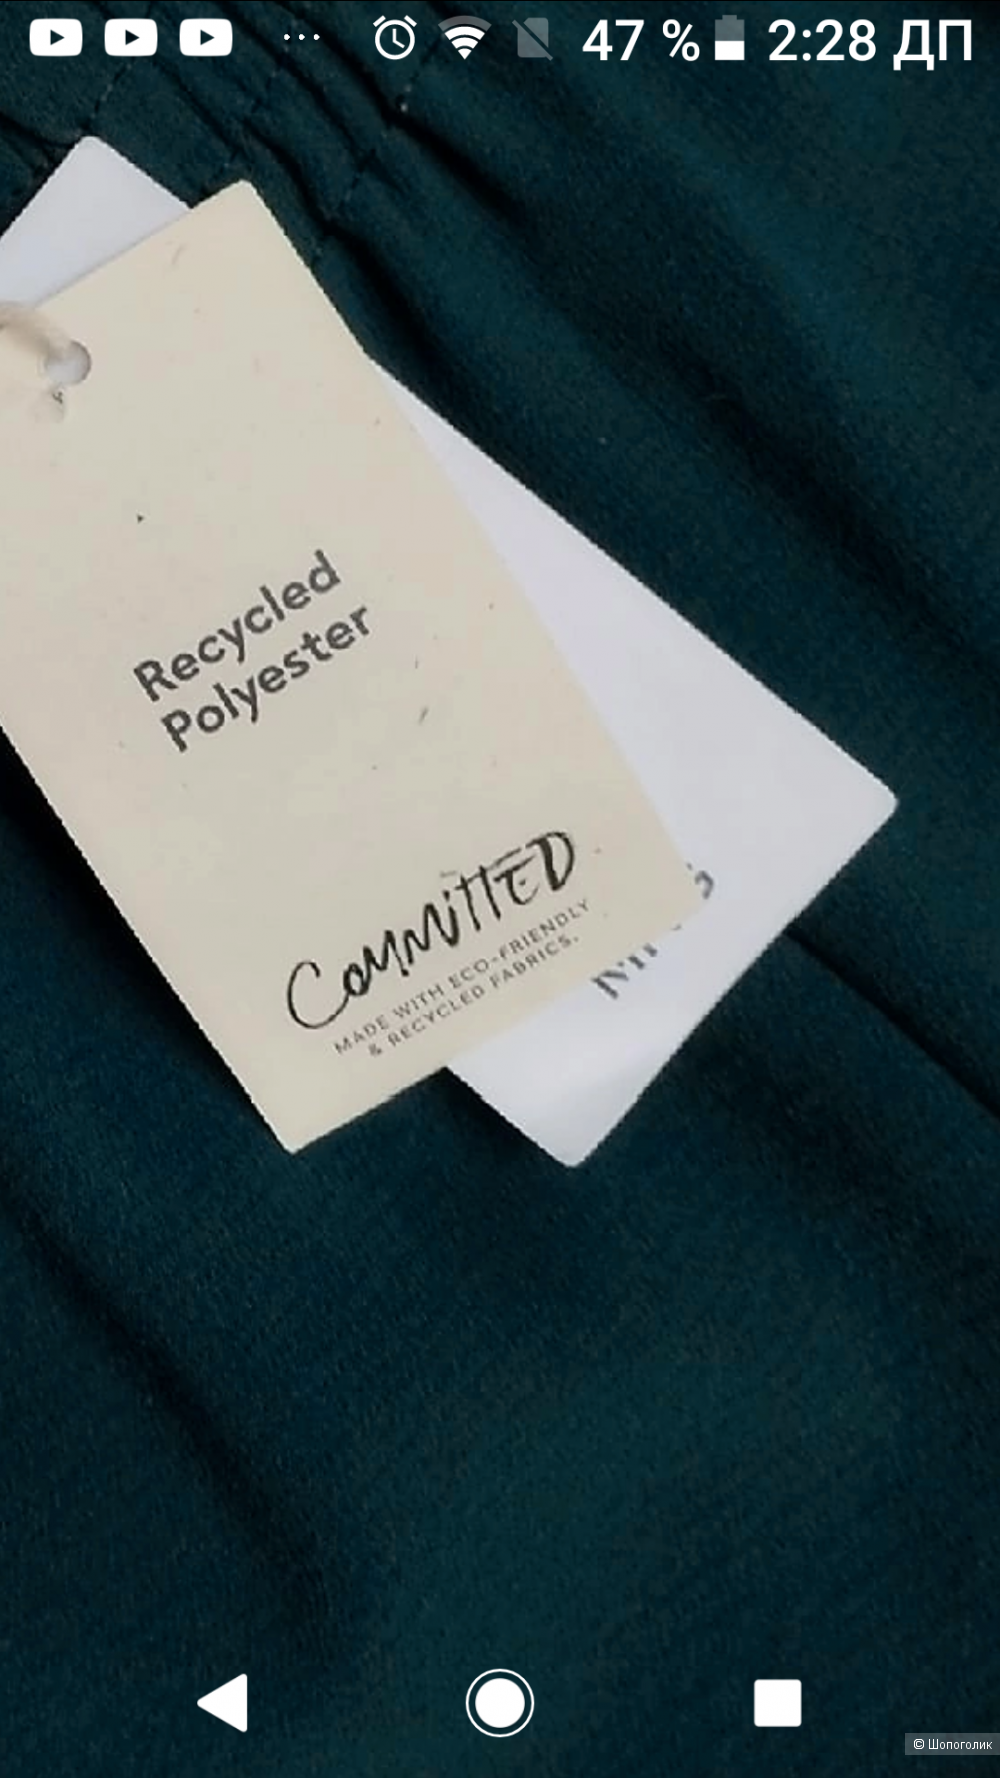 47 % 2:28 ДП
Recycled
Polyester
COMMITTED
MADE WITH ECO-FRIENDLY
& RECYCLED FABRICS.
© Шопоголик